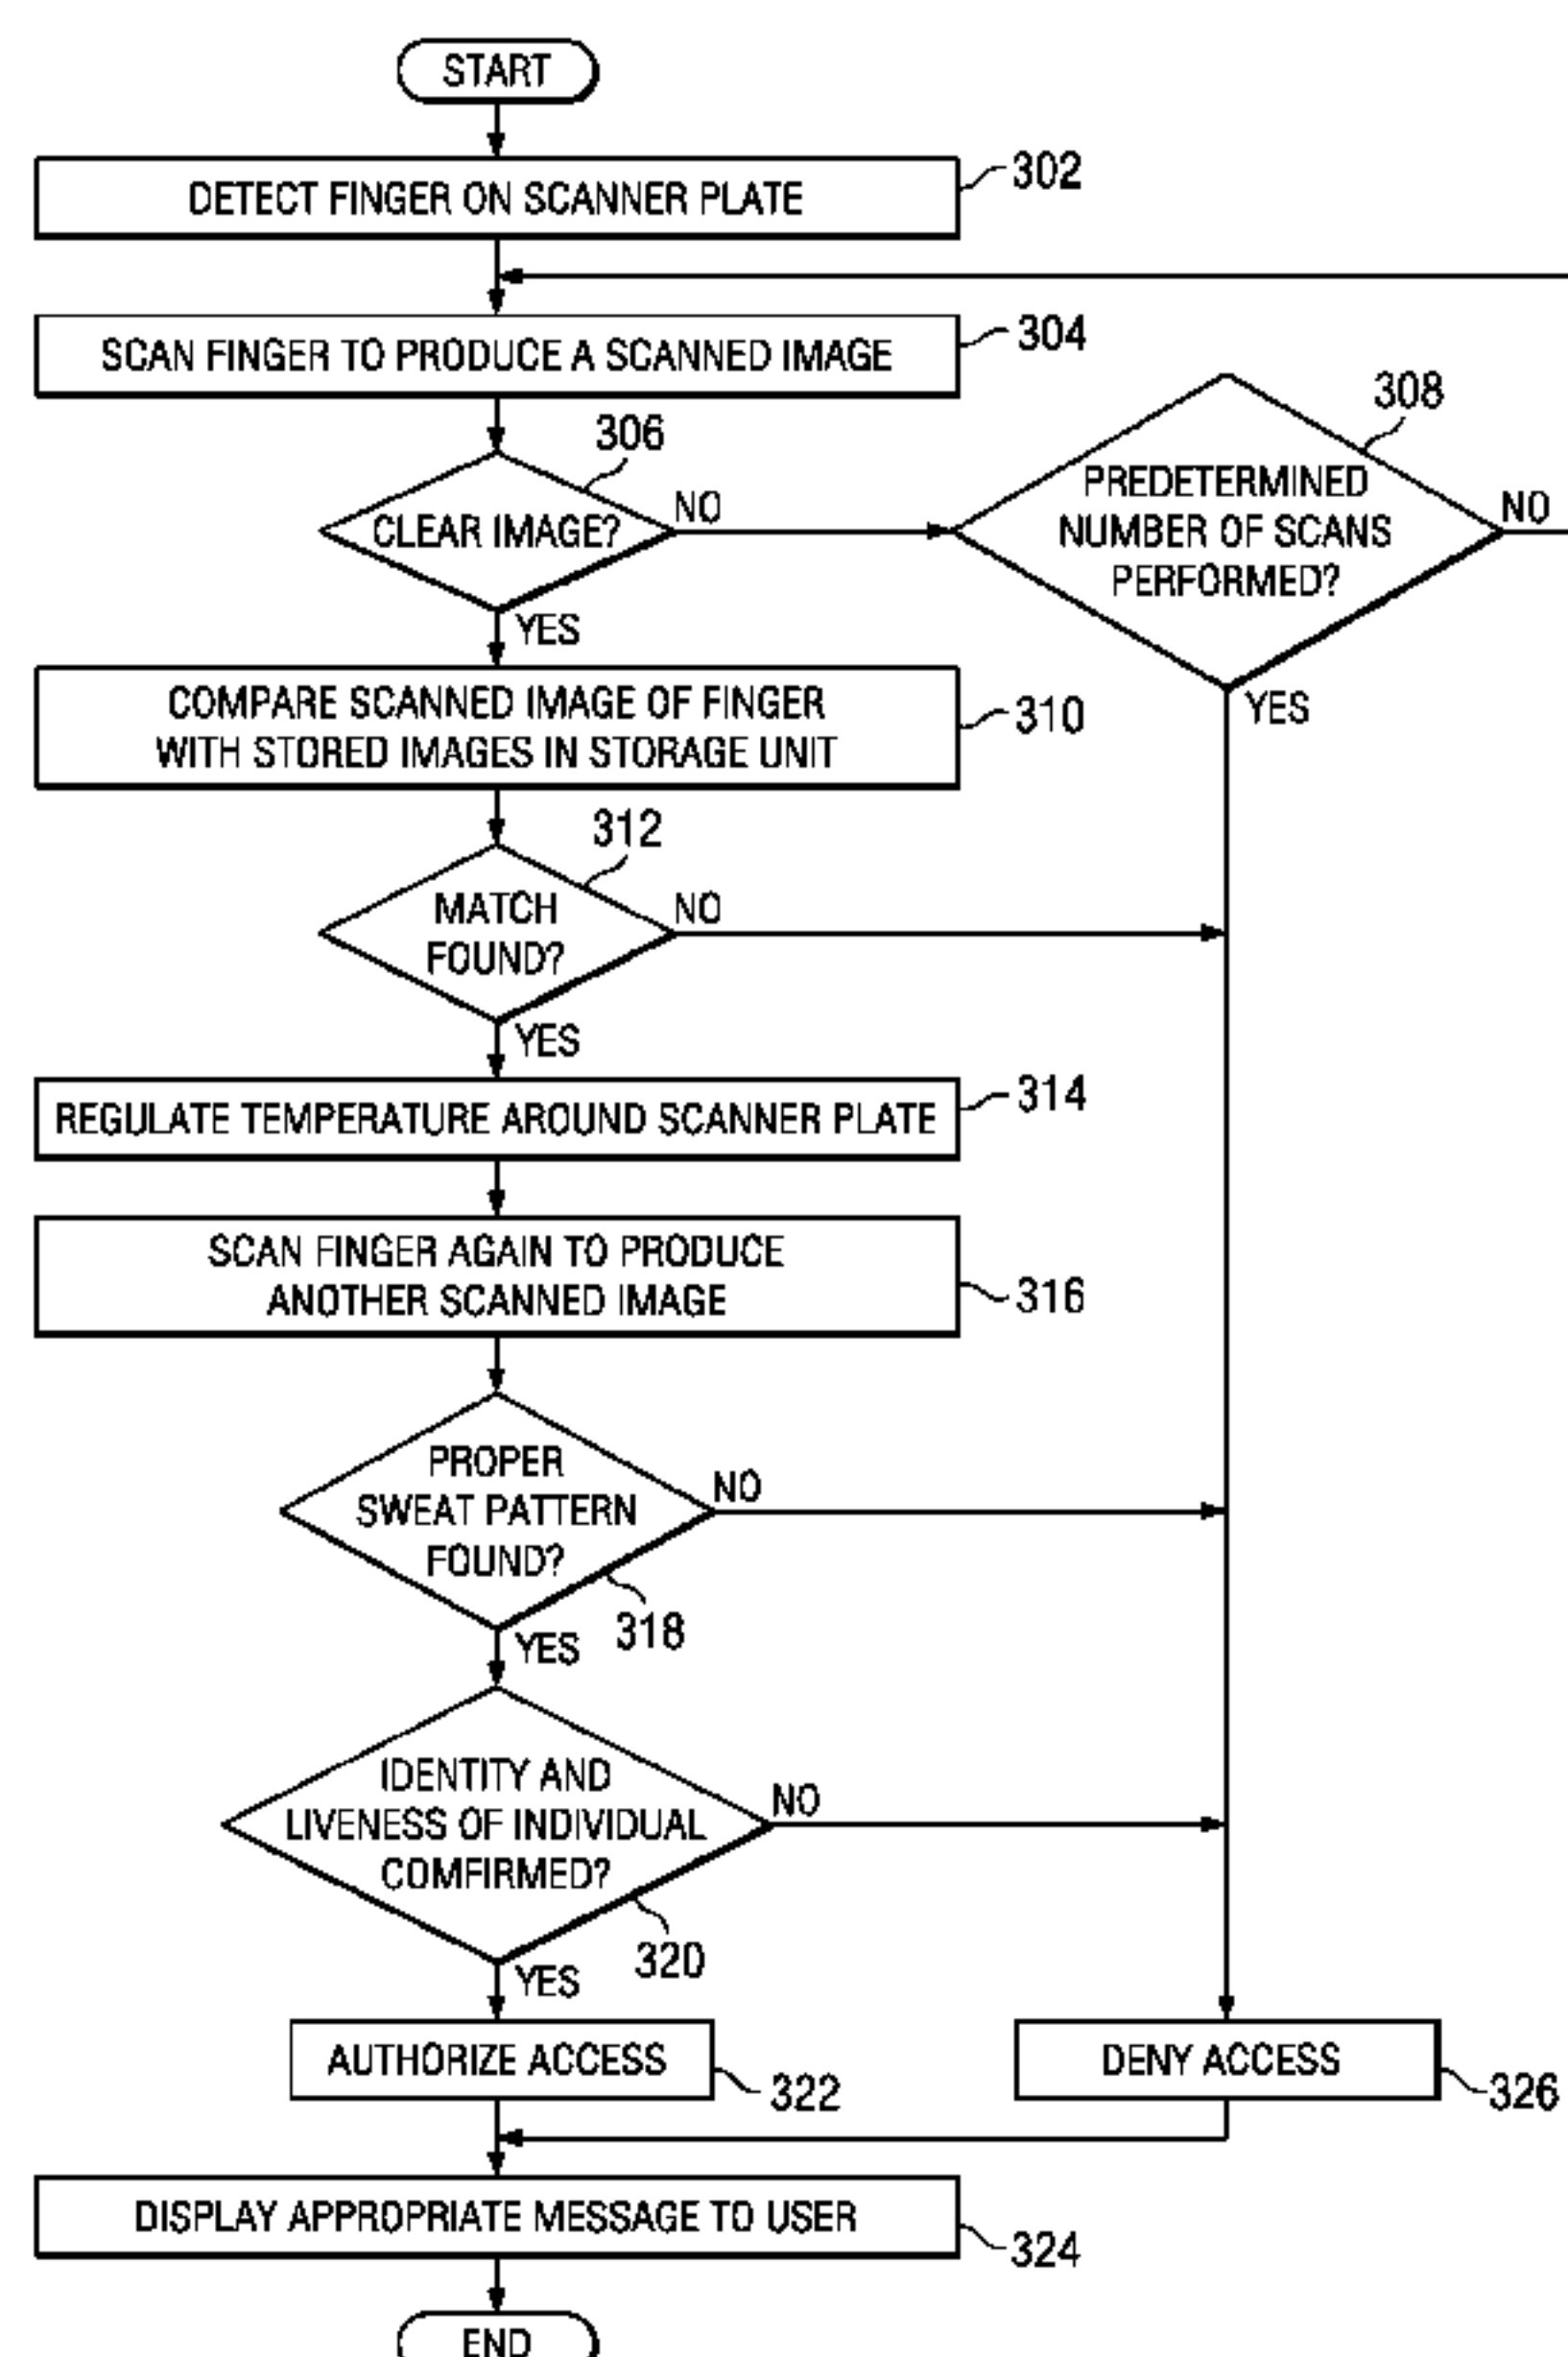 START
DETECT FINGER ON SCANNER PLATE
302
SCAN FINGER TO PRODUCE A SCANNED IMAGE
304
306
CLEAR IMAGE?
NO
308
PREDETERMINED
NUMBER OF SCANS
PERFORMED?
NO
YES
YES
COMPARE SCANNED IMAGE OF FINGER
WITH STORED IMAGES IN STORAGE UNIT
310
312
MATCH
FOUND?
NO
YES
REGULATE TEMPERATURE AROUND SCANNER PLATE
314
SCAN FINGER AGAIN TO PRODUCE
ANOTHER SCANNED IMAGE
316
PROPER
SWEAT PATTERN
FOUND?
NO
318
YES
IDENTITY AND
LIVENESS OF INDIVIDUAL
COMFIRMED?
NO
320
YES
AUTHORIZE ACCESS
322
DENY ACCESS
326
DISPLAY APPROPRIATE MESSAGE TO USER
324
END